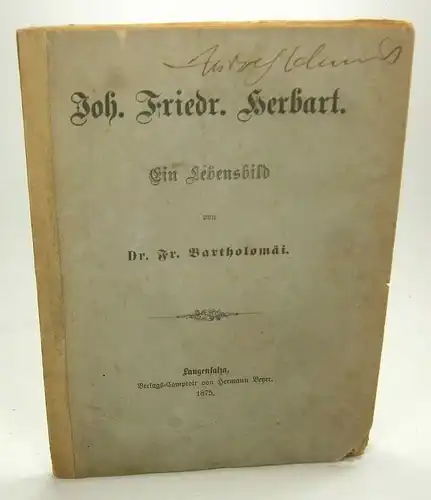 Joh. Friedr. Herbart.
Ein Lebensbild
von
Dr. Fr. Bartholomäi.
Langensalza,
Verlags-Comptoir von Hermann Beyer.
1875.